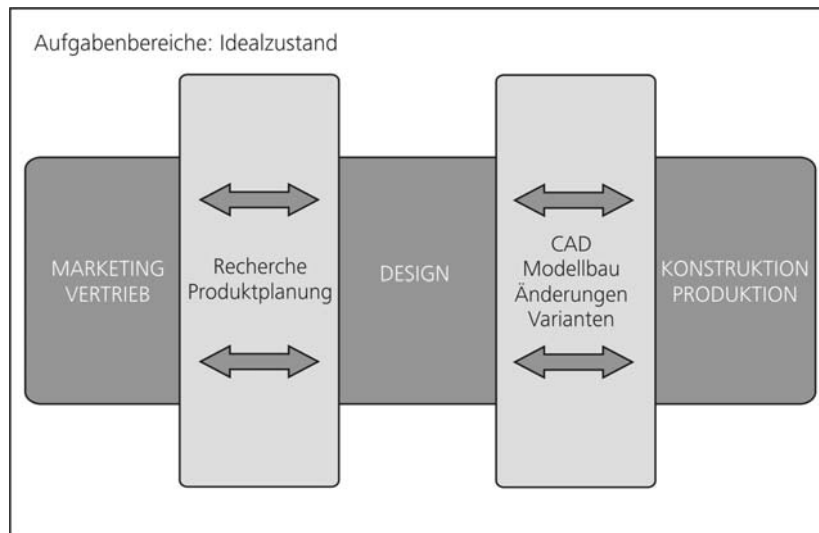 Aufgabenbereiche: Idealzustand
MARKETING
VERTRIEB
Recherche
Produktplanung
DESIGN
CAD
Modellbau
Änderungen
Varianten
KONSTRUKTION
PRODUKTION